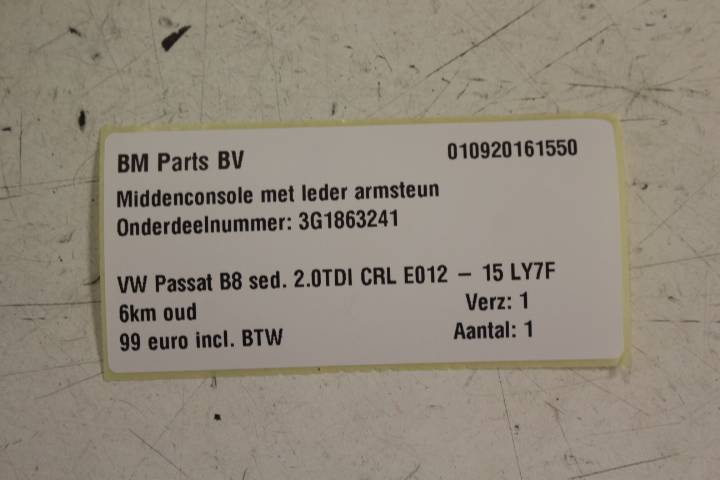 BM Parts BV 010920161550
Middenconsole met leder armsteun
Onderdeelnummer: 3G1863241
VW Passat B8 sed. 2.0TDI CRL E012 – 15 LY7F
6km oud Verz: 1
99 euro incl. BTW Aantal: 1